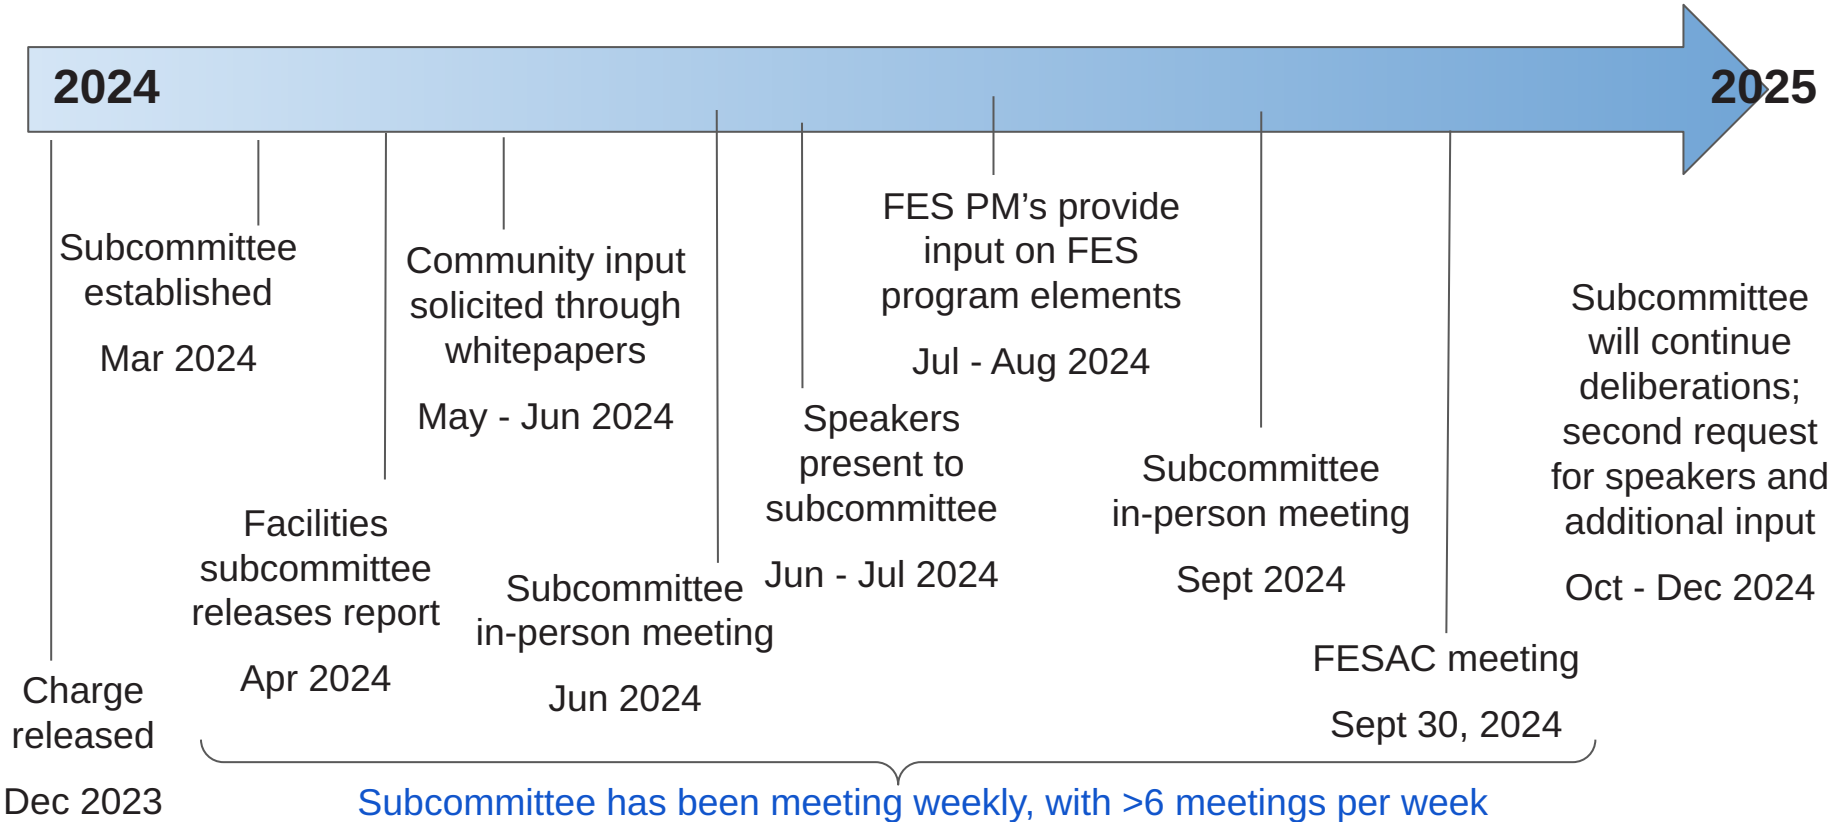 2024
2025
Subcommittee
established
Mar 2024
Community input
solicited through
whitepapers
May - Jun 2024
FES PM’s provide
input on FES
program elements
Jul - Aug 2024
Speakers
present to
subcommittee
Jun - Jul 2024
Subcommittee
in-person meeting
Sept 2024
Subcommittee
will continue
deliberations;
second request
for speakers and
additional input
Oct - Dec 2024
Facilities
subcommittee
releases report
Apr 2024
Subcommittee
in-person meeting
Jun 2024
FESAC meeting
Sept 30, 2024
Charge
released
Dec 2023
Subcommittee has been meeting weekly, with >6 meetings per week